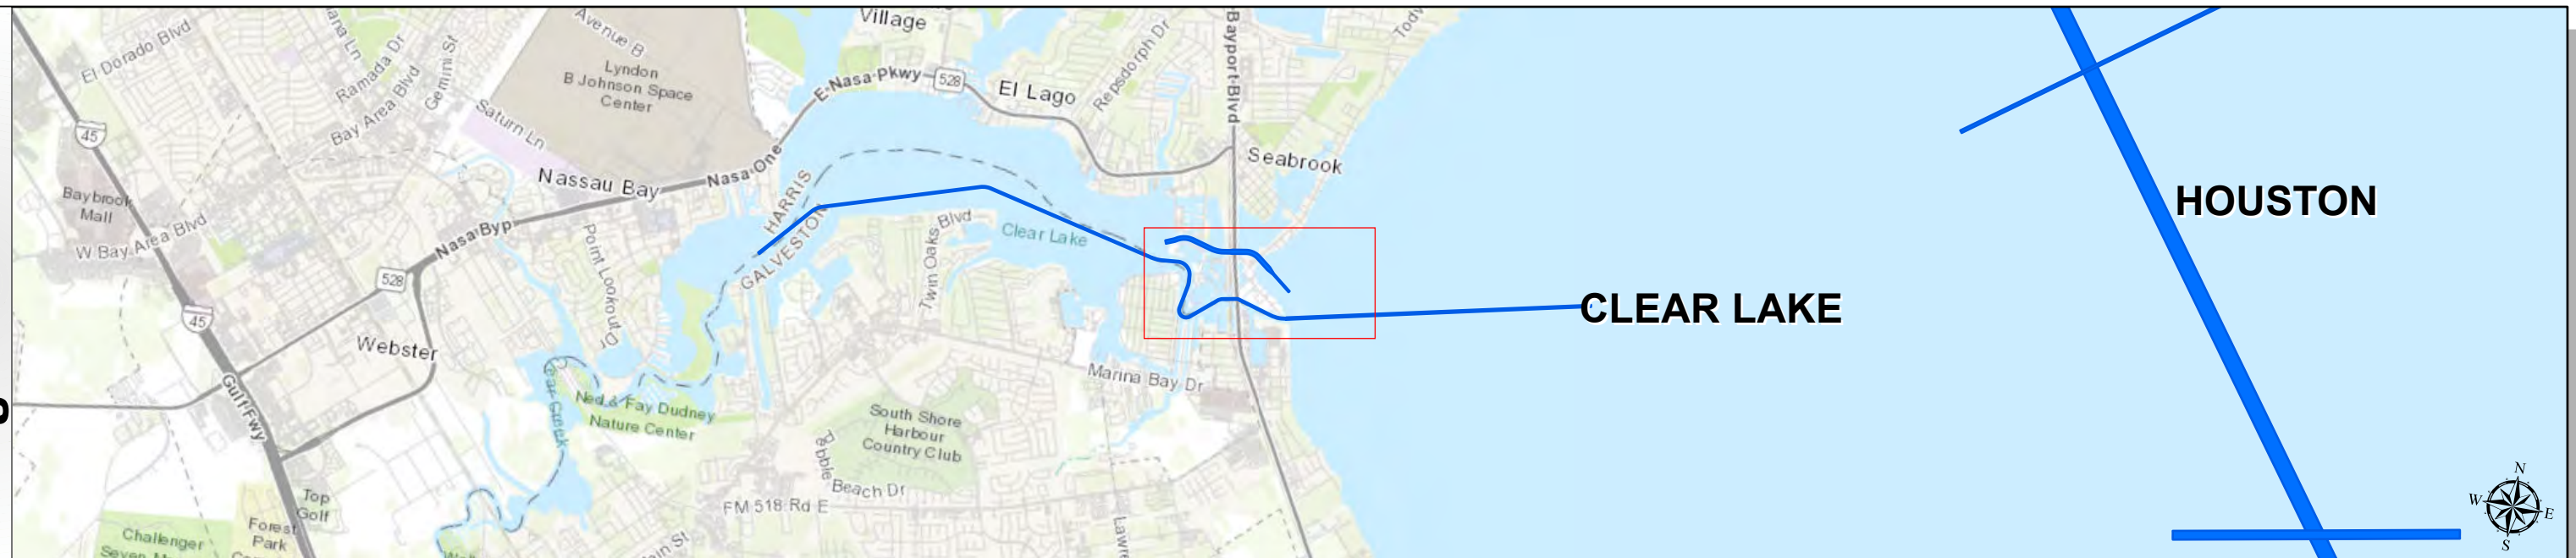 Village
Avenue B
El Dorado Blvd
Ramada Dr
Gemini St
Bay Area Blvd
Saturn Ln
Lyndon
B Johnson Space
Center
E Nasa Pkwy
528
El Lago
Repsdorph Dr
Bayport Blvd
45
Nassau Bay
Nasa One
Seabrook
HARRIS
GALVESTON
Baybrook
Mall
W Bay Area Blvd
Nasa Byp
528
Point Lookout Dr
Twin Oaks Blvd
Clear Lake
HOUSTON
CLEAR LAKE
45
Webster
Gulf Fwy
Marina Bay Dr
Ned & Fay Dudney
Nature Center
South Shore
Harbour
Country Club
Pebble Beach Dr
FM 518 Rd E
Top
Golf
Forest
Park
Challenger
N
W
E
S